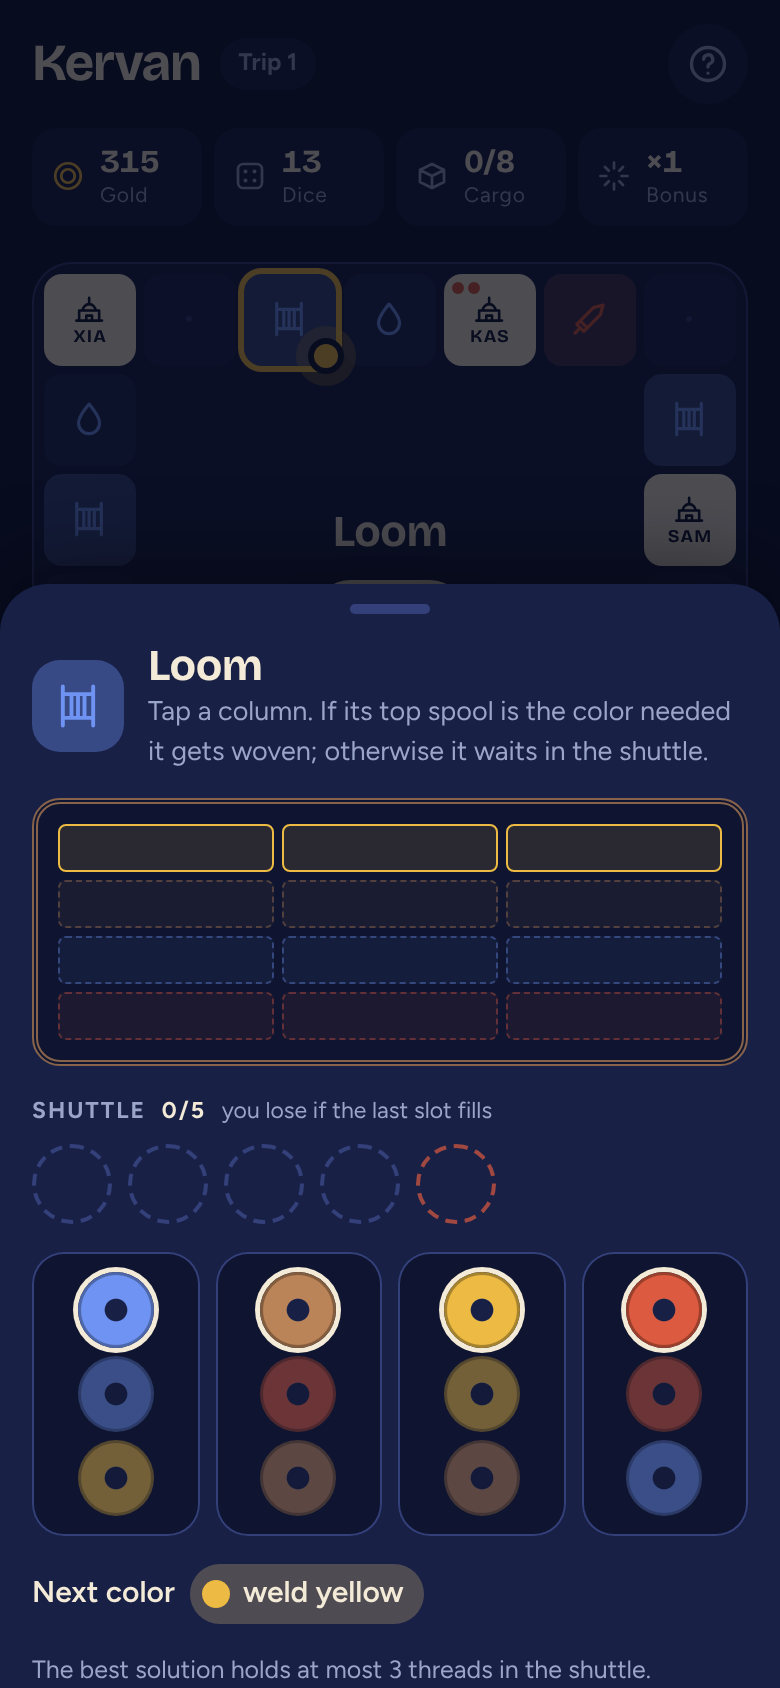 Kervan
Trip 1
315
Gold
13
Dice
0/8
Cargo
×1
Bonus
XIA
KAS
SAM
Loom
Loom
Tap a column. If its top spool is the color needed
it gets woven; otherwise it waits in the shuttle.
SHUTTLE 0/5 you lose if the last slot fills
Next color weld yellow
The best solution holds at most 3 threads in the shuttle.